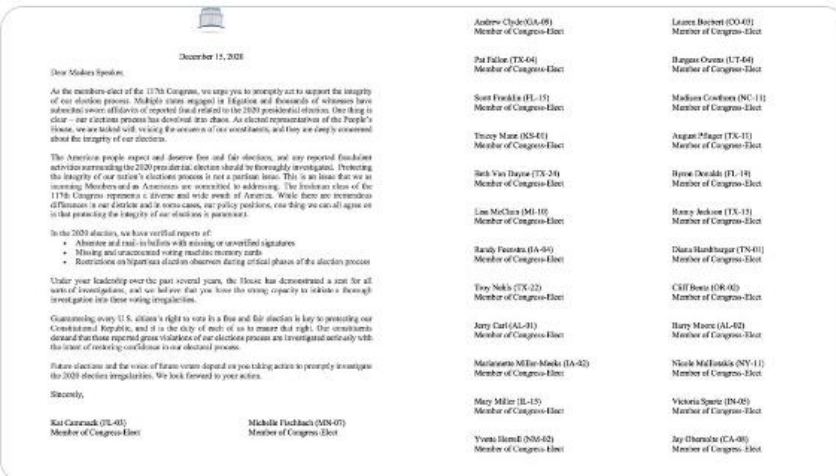 December 15, 2020
Dear Madam Speaker,
As the members-elect of the 117th Congress, we urge you to promptly act to support the integrity
of our election process. Multiple states engaged in litigation and thousands of witnesses have
submitted sworn affidavits of reported fraud related to the 2020 presidential election. One thing is
clear – our elections process has devolved into chaos. As elected representatives of the People's
House, we are tasked with voicing the concerns of our constituents, and they are deeply concerned
about the integrity of our elections.
The American people expect and deserve free and fair elections, and any reported fraudulent
activities surrounding the 2020 presidential election should be thoroughly investigated. Protecting
the integrity of our nation's elections process is not a partisan issue. This is an issue that we as
incoming Members and as Americans are committed to addressing. The freshman class of the
117th Congress represents a diverse and wide swath of America. While there are tremendous
differences in our districts and in some cases, our policy positions, one thing we can all agree on
is that protecting the integrity of our elections is paramount.
In the 2020 election, we have verified reports of:
• Absentee and mail-in ballots with missing or unverified signatures
• Missing and unaccounted voting machine memory cards
• Restrictions on bipartisan election observers during critical phases of the election process
Under your leadership over the past several years, the House has demonstrated a zeal for all
sorts of investigations, and we believe that you have the strong capacity to initiate a thorough
investigation into these voting irregularities.
Guaranteeing every U.S. citizen's right to vote in a free and fair election is key to protecting our
Constitutional Republic, and it is the duty of each of us to ensure that right. Our constituents
demand that these reported gross violations of our elections process are investigated seriously with
the intent of restoring confidence in our electoral process.
Future elections and the voice of future voters depend on you taking action to promptly investigate
the 2020 election irregularities. We look forward to your action.
Sincerely,
Kat Cammack (FL-03) Michelle Fischbach (MN-07)
Member of Congress-Elect Member of Congress-Elect
Andrew Clyde (GA-09) Lauren Boebert (CO-03)
Member of Congress-Elect Member of Congress-Elect
Pat Fallon (TX-04) Burgess Owens (UT-04)
Member of Congress-Elect Member of Congress-Elect
Scott Franklin (FL-15) Madison Cawthorn (NC-11)
Member of Congress-Elect Member of Congress-Elect
Tracey Mann (KS-01) August Pfluger (TX-11)
Member of Congress-Elect Member of Congress-Elect
Beth Van Duyne (TX-24) Byron Donalds (FL-19)
Member of Congress-Elect Member of Congress-Elect
Lisa McClain (MI-10) Ronny Jackson (TX-13)
Member of Congress-Elect Member of Congress-Elect
Randy Feenstra (IA-04) Diana Harshbarger (TN-01)
Member of Congress-Elect Member of Congress-Elect
Troy Nehls (TX-22) Cliff Bentz (OR-02)
Member of Congress-Elect Member of Congress-Elect
Jerry Carl (AL-01) Barry Moore (AL-02)
Member of Congress-Elect Member of Congress-Elect
Mariannette Miller-Meeks (IA-02) Nicole Malliotakis (NY-11)
Member of Congress-Elect Member of Congress-Elect
Mary Miller (IL-15) Victoria Spartz (IN-05)
Member of Congress-Elect Member of Congress-Elect
Yvette Herrell (NM-02) Jay Obernolte (CA-08)
Member of Congress-Elect Member of Congress-Elect